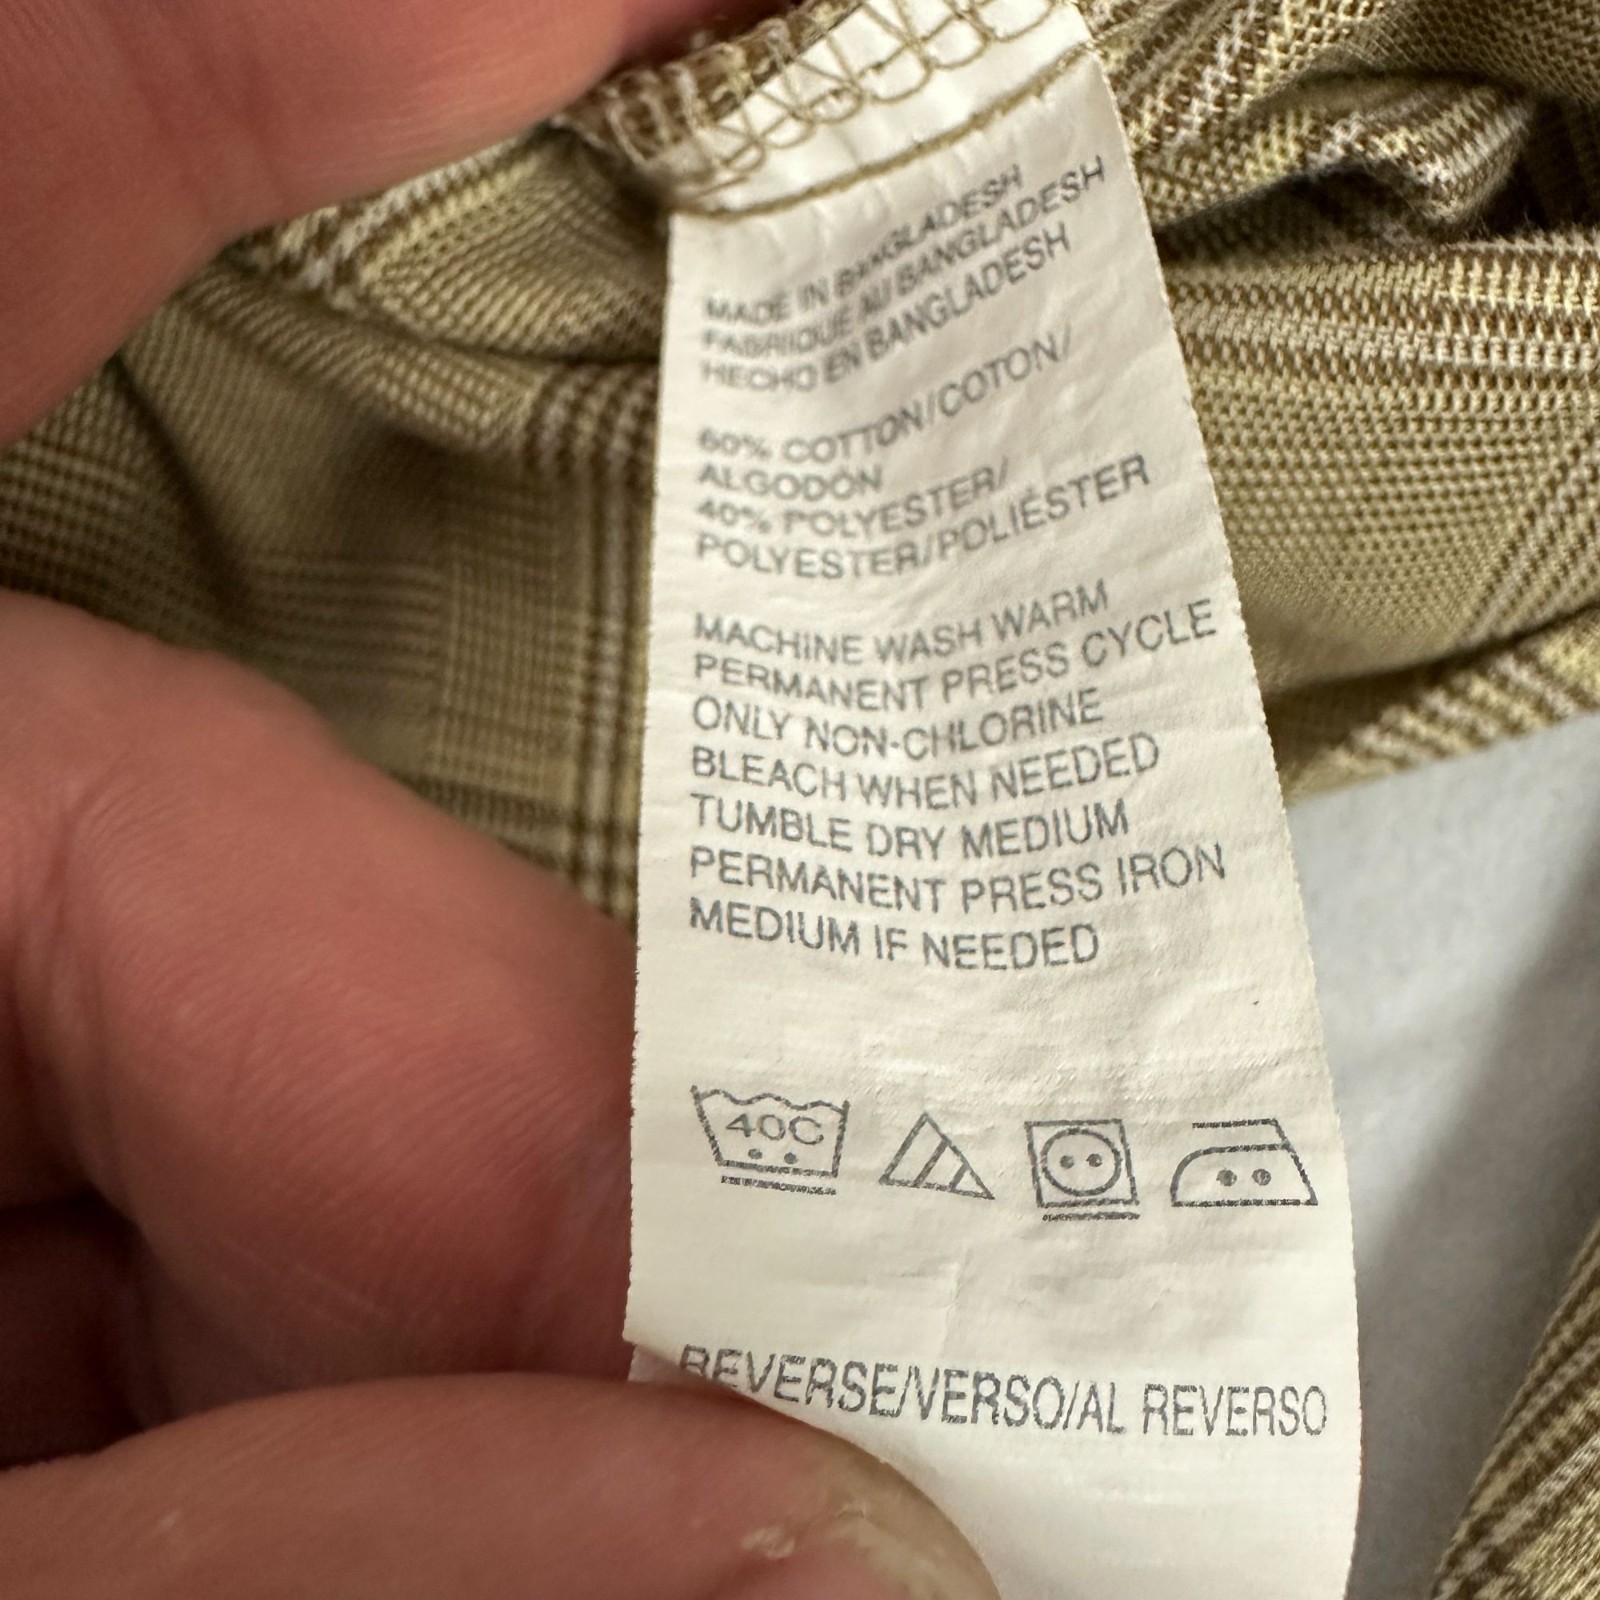 MADE IN BANGLADESH
FABRIQUE AU BANGLADESH
HECHO EN BANGLADESH
60% COTTON/COTON/
ALGODÓN
40% POLYESTER/
POLYESTER/POLIÉSTER
MACHINE WASH WARM
PERMANENT PRESS CYCLE
ONLY NON-CHLORINE
BLEACH WHEN NEEDED
TUMBLE DRY MEDIUM
PERMANENT PRESS IRON
MEDIUM IF NEEDED
40C
REVERSE/VERSO/AL REVERSO